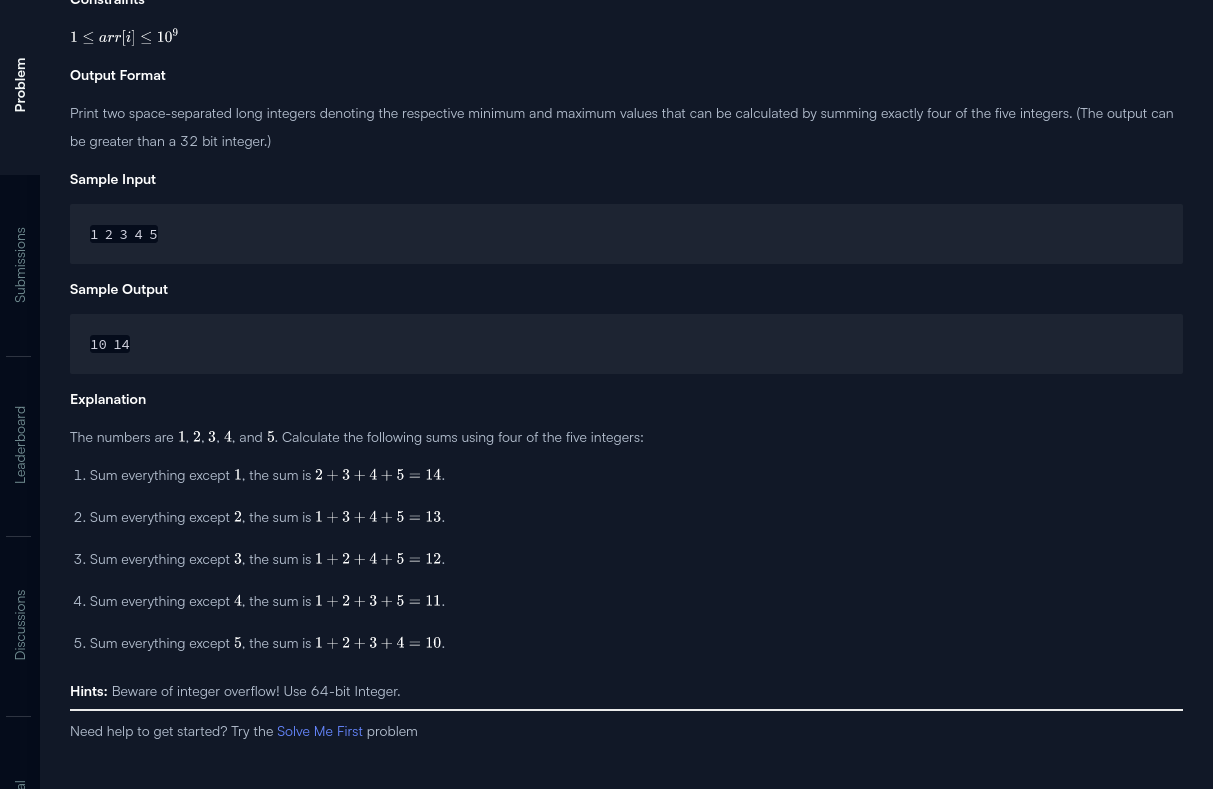 Constraints
1 ≤ arr[i] ≤ 10⁹
Output Format
Print two space-separated long integers denoting the respective minimum and maximum values that can be calculated by summing exactly four of the five integers. (The output can
be greater than a 32 bit integer.)
Sample Input
1 2 3 4 5
Sample Output
10 14
Explanation
The numbers are 1, 2, 3, 4, and 5. Calculate the following sums using four of the five integers:
1. Sum everything except 1, the sum is 2 + 3 + 4 + 5 = 14.
2. Sum everything except 2, the sum is 1 + 3 + 4 + 5 = 13.
3. Sum everything except 3, the sum is 1 + 2 + 4 + 5 = 12.
4. Sum everything except 4, the sum is 1 + 2 + 3 + 5 = 11.
5. Sum everything except 5, the sum is 1 + 2 + 3 + 4 = 10.
Hints: Beware of integer overflow! Use 64-bit Integer.
Need help to get started? Try the Solve Me First problem
Problem
Submissions
Leaderboard
Discussions